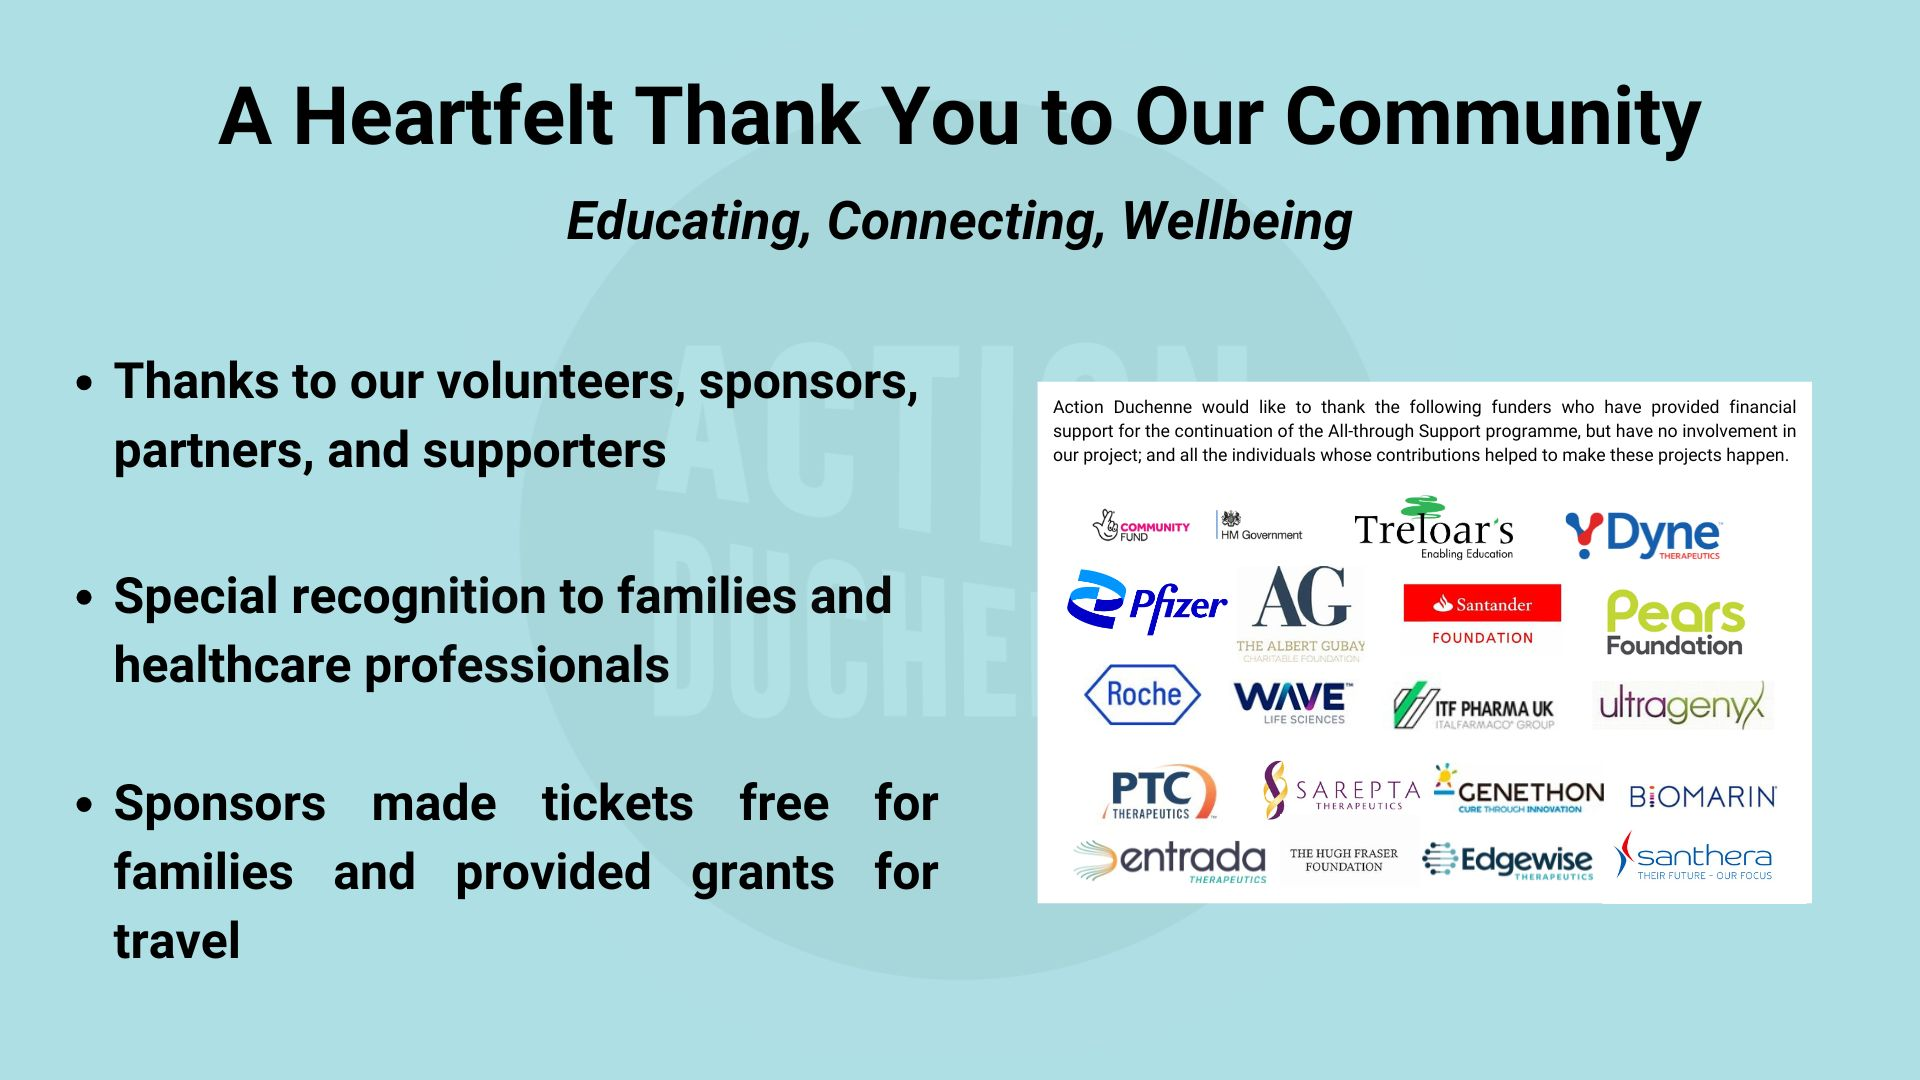 A Heartfelt Thank You to Our Community
Educating, Connecting, Wellbeing
ACTION
DUCHENNE
• Thanks to our volunteers, sponsors,
partners, and supporters
• Special recognition to families and
healthcare professionals
• Sponsors made tickets free for
families and provided grants for
travel
Action Duchenne would like to thank the following funders who have provided financial
support for the continuation of the All-through Support programme, but have no involvement in
our project; and all the individuals whose contributions helped to make these projects happen.
COMMUNITY
FUND
HM Government
Treloar's
Enabling Education
Dyne™
THERAPEUTICS
Pfizer
AG
THE ALBERT GUBAY
CHARITABLE FOUNDATION
Santander
FOUNDATION
Pears
Foundation
Roche
WAVE™
LIFE SCIENCES
ITF PHARMA UK
ITALFARMACO® GROUP
ultragenyx
PTC
THERAPEUTICS™
SAREPTA
THERAPEUTICS
GENETHON
CURE THROUGH INNOVATION
BIOMARIN®
entrada
THERAPEUTICS
THE HUGH FRASER
FOUNDATION
Edgewise
THERAPEUTICS
santhera
THEIR FUTURE – OUR FOCUS